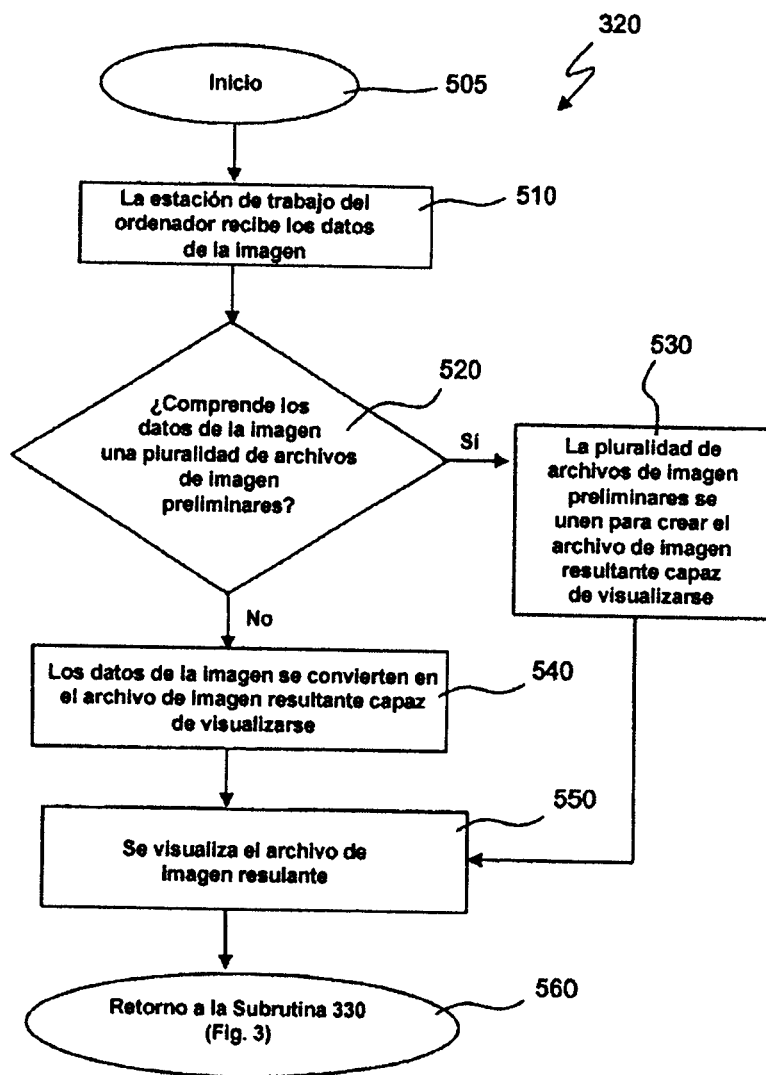 320
Inicio
505
La estación de trabajo del
ordenador recibe los datos
de la imagen
510
¿Comprende los
datos de la imagen
una pluralidad de archivos
de imagen
preliminares?
520
Sí
530
La pluralidad de
archivos de imagen
preliminares se
unen para crear el
archivo de imagen
resultante capaz
de visualizarse
No
Los datos de la imagen se convierten en
el archivo de imagen resultante capaz
de visualizarse
540
Se visualiza el archivo de
imagen resulante
550
Retorno a la Subrutina 330
(Fig. 3)
560